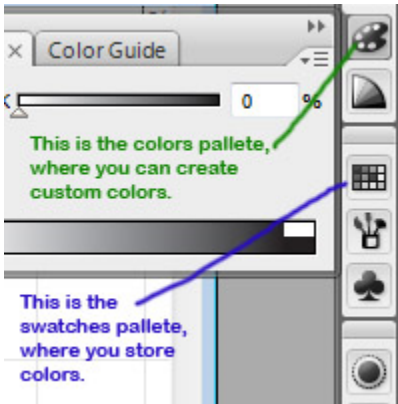 × Color Guide
K 0 %
This is the colors pallete,
where you can create
custom colors.
This is the
swatches pallete,
where you store
colors.